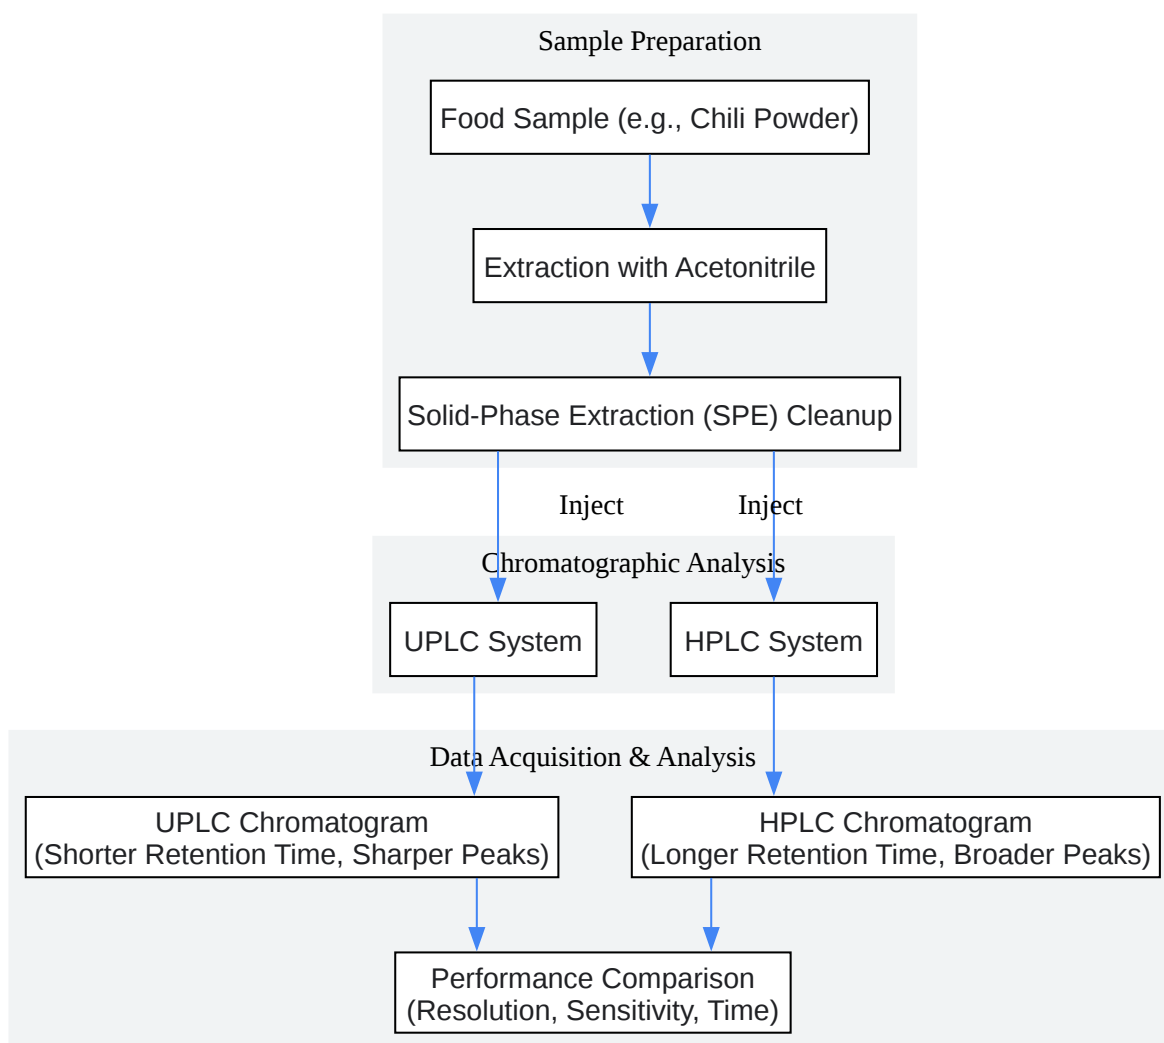 Sample Preparation
Food Sample (e.g., Chili Powder)
Extraction with Acetonitrile
Solid-Phase Extraction (SPE) Cleanup
Inject
Inject
Chromatographic Analysis
UPLC System
HPLC System
Data Acquisition & Analysis
UPLC Chromatogram
(Shorter Retention Time, Sharper Peaks)
HPLC Chromatogram
(Longer Retention Time, Broader Peaks)
Performance Comparison
(Resolution, Sensitivity, Time)